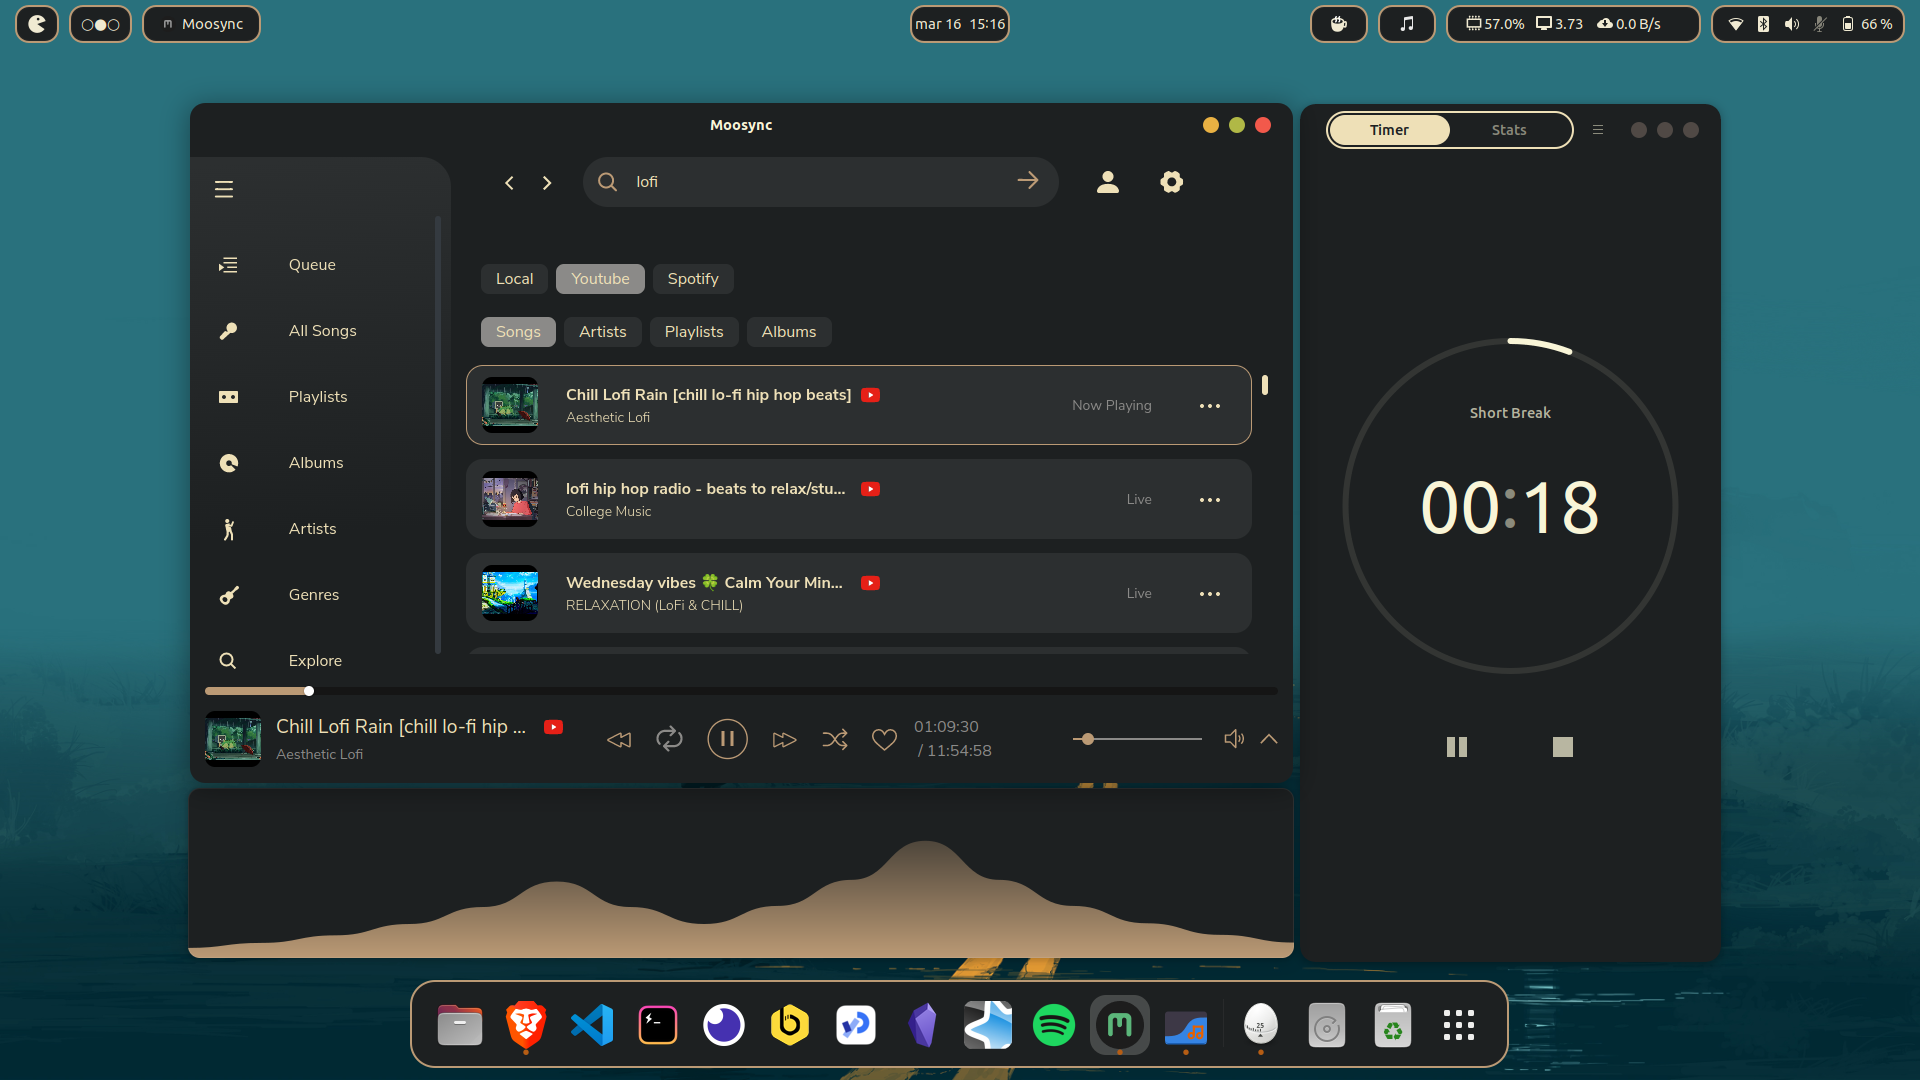 Moosync
mar 16 15:16
57.0% 3.73 0.0 B/s
66 %
Moosync
Timer Stats
lofi
Queue
All Songs
Playlists
Albums
Artists
Genres
Explore
Local Youtube Spotify
Songs Artists Playlists Albums
Chill Lofi Rain [chill lo-fi hip hop beats]
Aesthetic Lofi
Now Playing
lofi hip hop radio - beats to relax/stu...
College Music
Live
Wednesday vibes 🍀 Calm Your Min...
RELAXATION (LoFi & CHILL)
Live
Short Break
00:18
Chill Lofi Rain [chill lo-fi hip ...
Aesthetic Lofi
01:09:30
/ 11:54:58
25